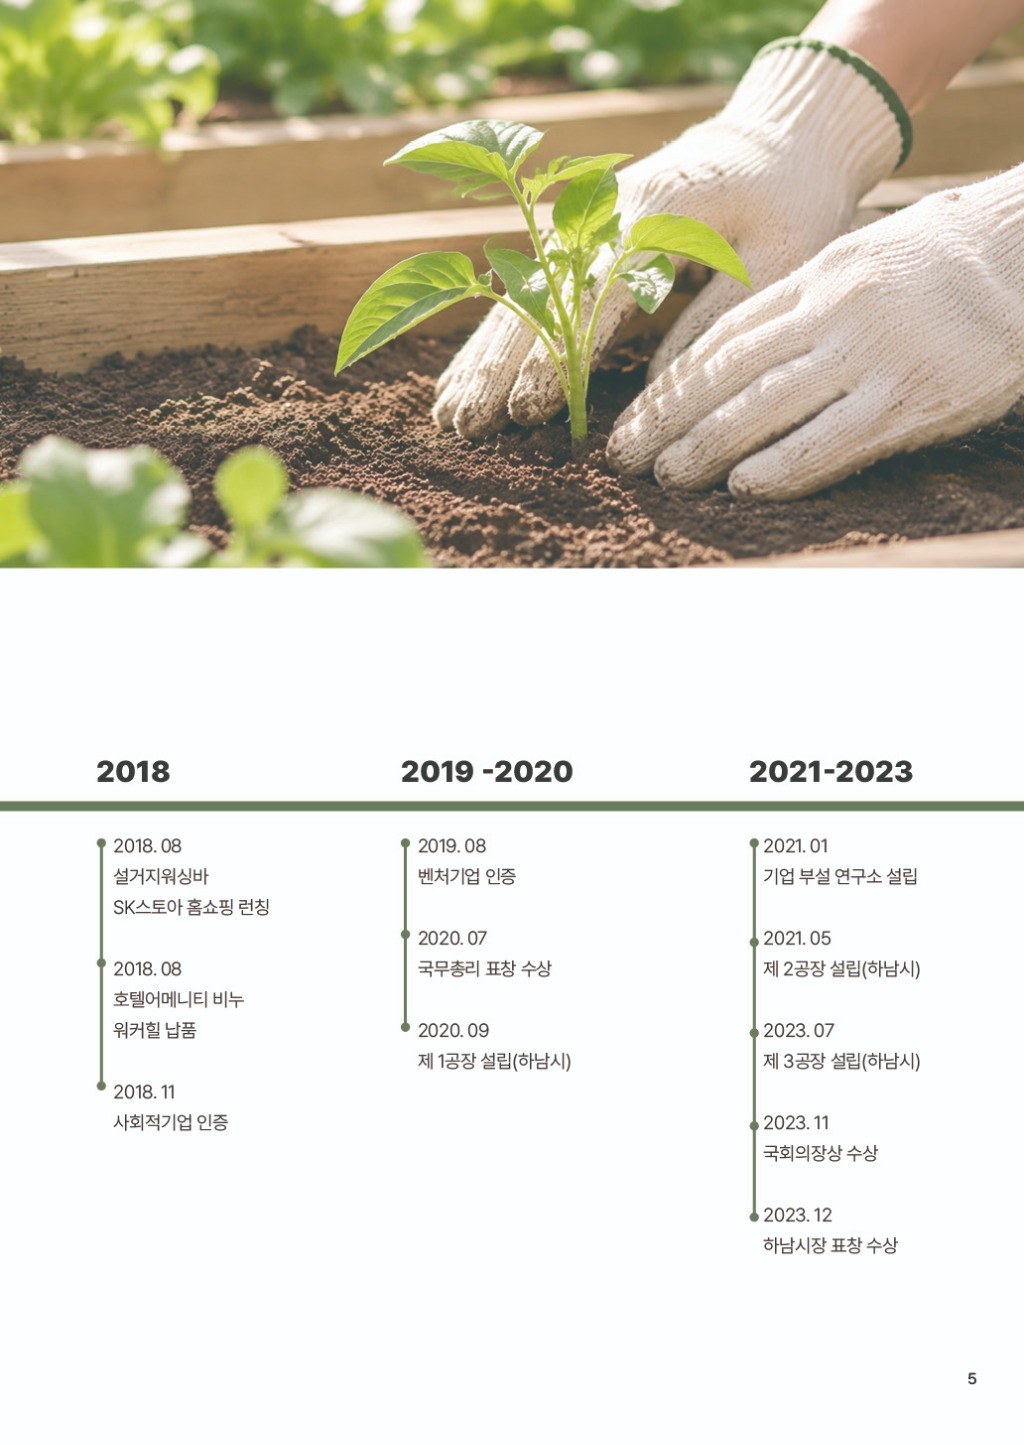 2018
2018. 08
설거지워싱바
SK스토아 홈쇼핑 런칭
2018. 08
호텔어메니티 비누
워커힐 납품
2018. 11
사회적기업 인증
2019 -2020
2019. 08
벤처기업 인증
2020. 07
국무총리 표창 수상
2020. 09
제 1공장 설립(하남시)
2021-2023
2021. 01
기업 부설 연구소 설립
2021. 05
제 2공장 설립(하남시)
2023. 07
제 3공장 설립(하남시)
2023. 11
국회의장상 수상
2023. 12
하남시장 표창 수상
5